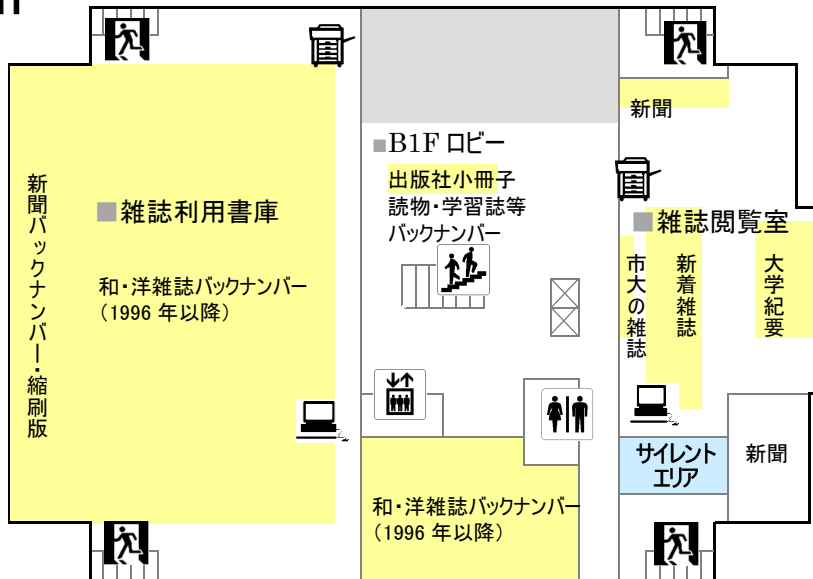 新聞バックナンバー・縮刷版
■雑誌利用書庫
和・洋雑誌バックナンバー
（1996 年以降）
■B1F ロビー
出版社小冊子
読物・学習誌等
バックナンバー
和・洋雑誌バックナンバー
（1996 年以降）
新聞
■雑誌閲覧室
市大の雑誌
新着雑誌
大学紀要
サイレント
エリア
新聞